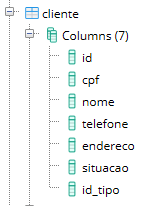 cliente
Columns (7)
id
cpf
nome
telefone
endereco
situacao
id_tipo